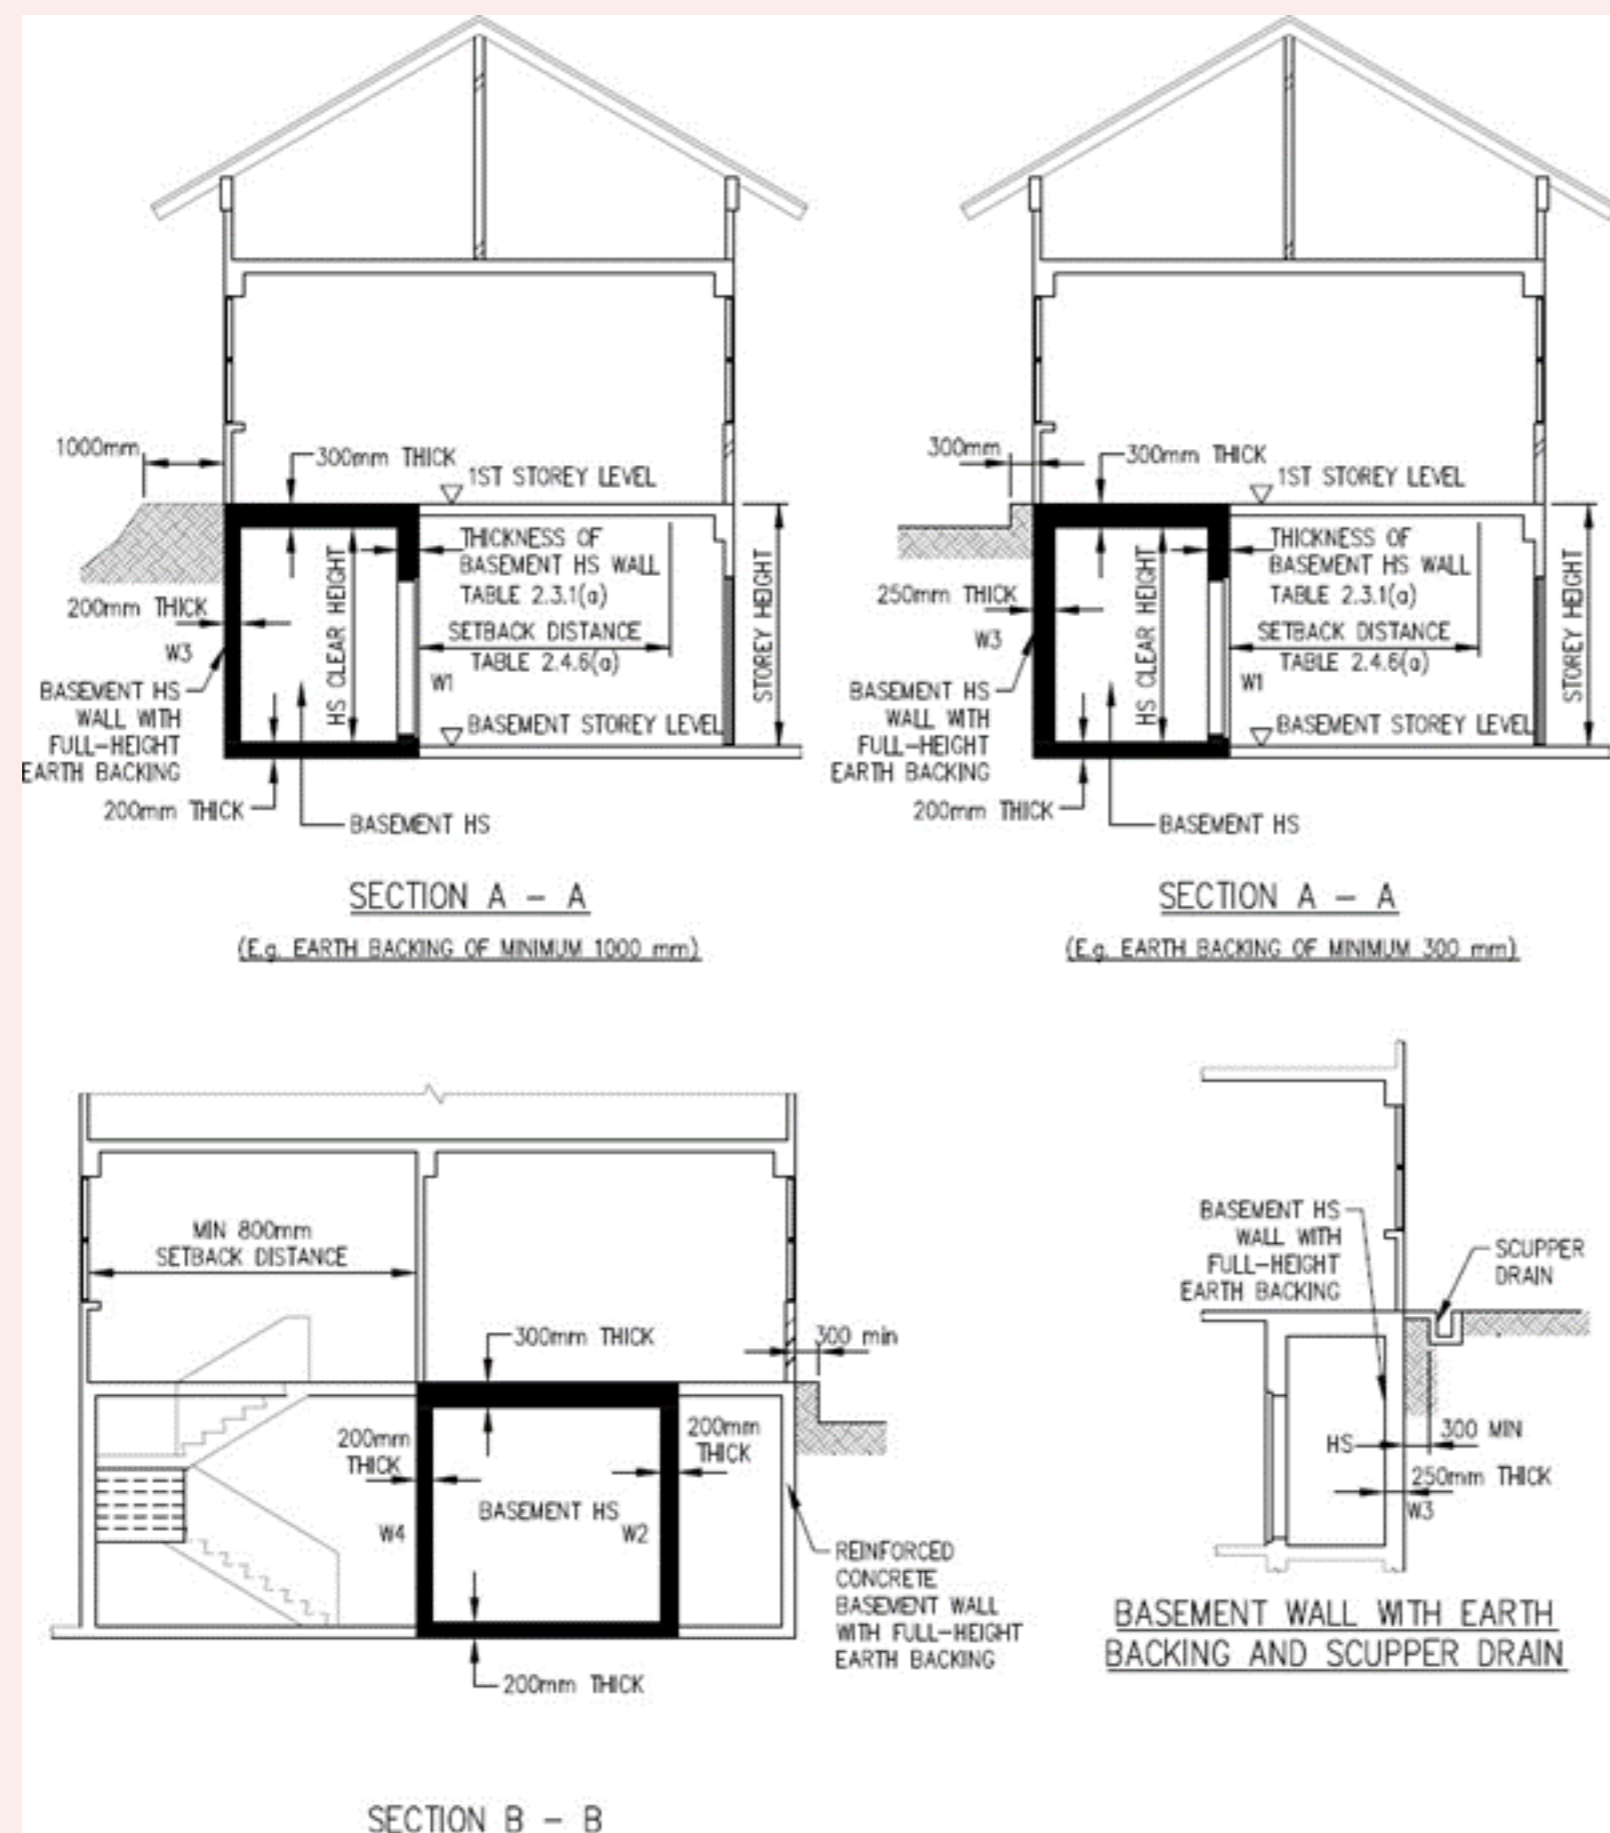 1000mm
300mm THICK
1ST STOREY LEVEL
THICKNESS OF
BASEMENT HS WALL
TABLE 2.3.1(a)
SETBACK DISTANCE
TABLE 2.4.6(a)
HS CLEAR HEIGHT
STOREY HEIGHT
200mm THICK
W3
W1
BASEMENT HS
WALL WITH
FULL-HEIGHT
EARTH BACKING
BASEMENT STOREY LEVEL
200mm THICK
BASEMENT HS
SECTION A - A
(E.g. EARTH BACKING OF MINIMUM 1000 mm)
300mm
300mm THICK
1ST STOREY LEVEL
THICKNESS OF
BASEMENT HS WALL
TABLE 2.3.1(a)
SETBACK DISTANCE
TABLE 2.4.6(a)
HS CLEAR HEIGHT
STOREY HEIGHT
250mm THICK
W3
W1
BASEMENT HS
WALL WITH
FULL-HEIGHT
EARTH BACKING
BASEMENT STOREY LEVEL
200mm THICK
BASEMENT HS
SECTION A - A
(E.g. EARTH BACKING OF MINIMUM 300 mm)
MIN 800mm
SETBACK DISTANCE
300mm THICK
300 min
200mm
THICK
200mm
THICK
BASEMENT HS
W4
W2
REINFORCED
CONCRETE
BASEMENT WALL
WITH FULL-HEIGHT
EARTH BACKING
200mm THICK
SECTION B - B
BASEMENT HS
WALL WITH
FULL-HEIGHT
EARTH BACKING
SCUPPER
DRAIN
HS
300 MIN
250mm THICK
W3
BASEMENT WALL WITH EARTH
BACKING AND SCUPPER DRAIN